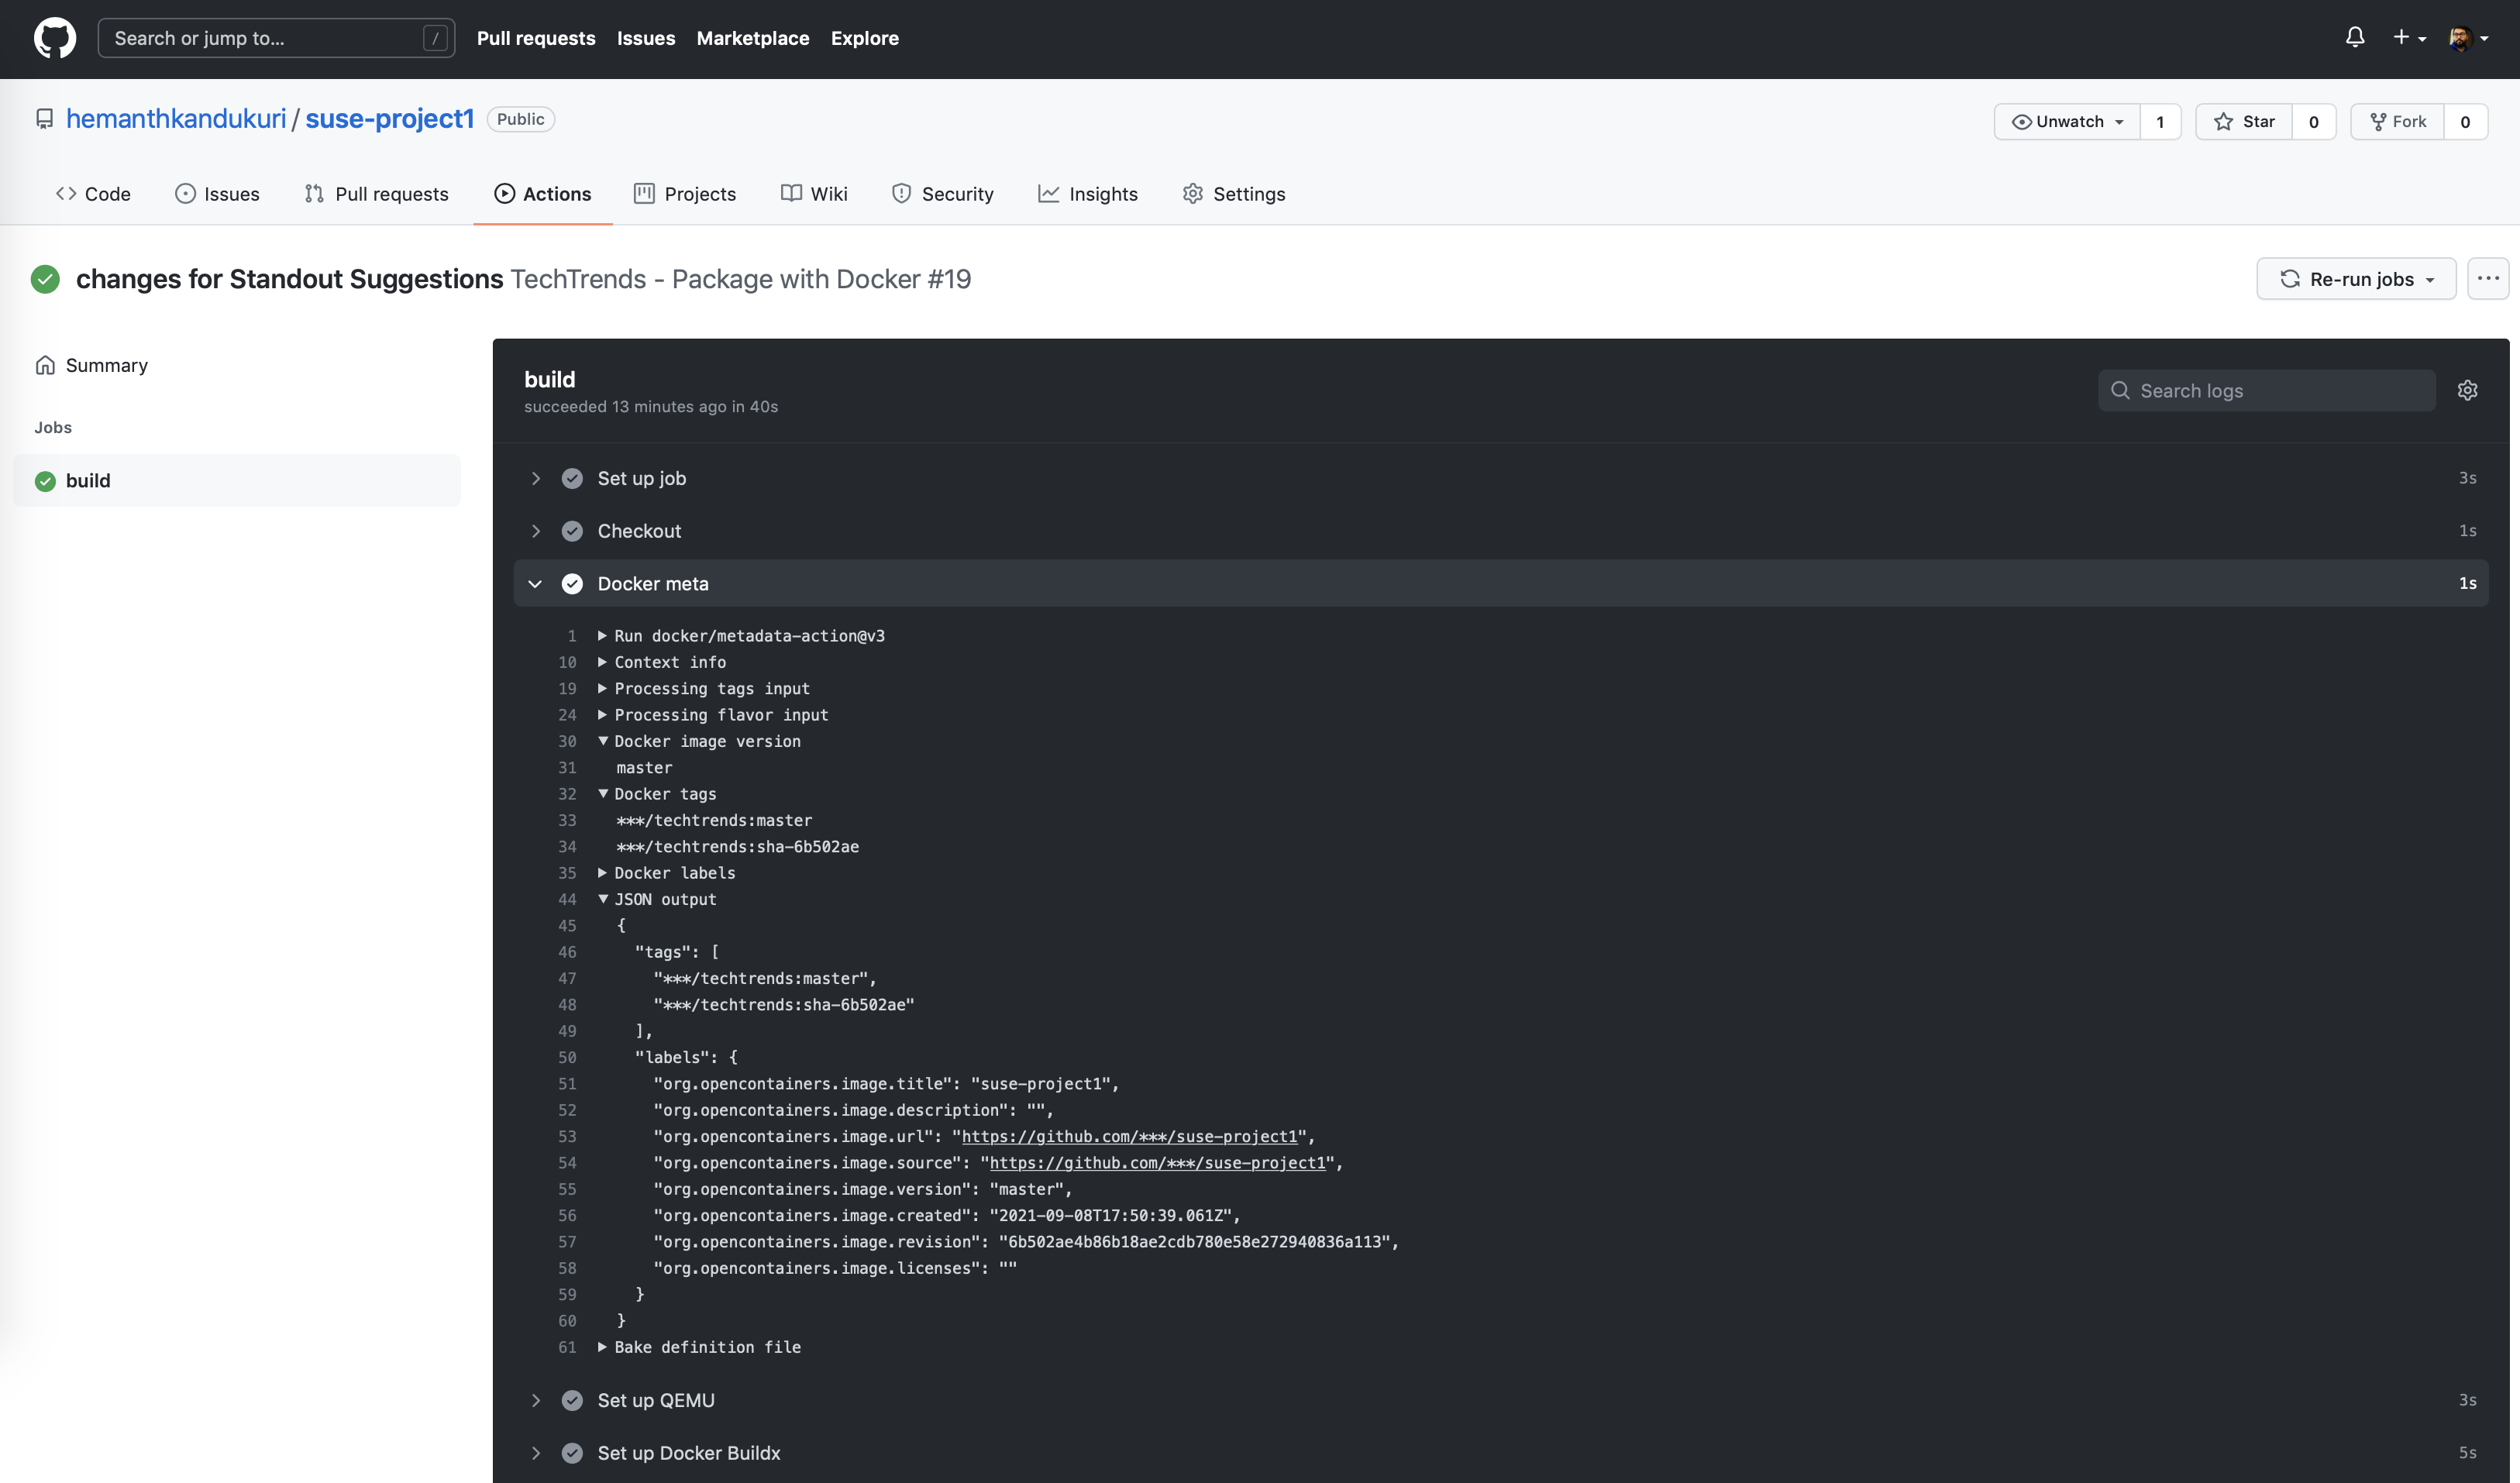 Search or jump to... /
Pull requests Issues Marketplace Explore
hemanthkandukuri / suse-project1 Public
Unwatch 1 Star 0 Fork 0
Code Issues Pull requests Actions Projects Wiki Security Insights Settings
changes for Standout Suggestions TechTrends - Package with Docker #19
Re-run jobs
Summary
Jobs
build
build
succeeded 13 minutes ago in 40s
Search logs
Set up job 3s
Checkout 1s
Docker meta 1s
1 Run docker/metadata-action@v3
10 Context info
19 Processing tags input
24 Processing flavor input
30 Docker image version
31 master
32 Docker tags
33 ***/techtrends:master
34 ***/techtrends:sha-6b502ae
35 Docker labels
44 JSON output
45 {
46 "tags": [
47 "***/techtrends:master",
48 "***/techtrends:sha-6b502ae"
49 ],
50 "labels": {
51 "org.opencontainers.image.title": "suse-project1",
52 "org.opencontainers.image.description": "",
53 "org.opencontainers.image.url": "https://github.com/***/suse-project1",
54 "org.opencontainers.image.source": "https://github.com/***/suse-project1",
55 "org.opencontainers.image.version": "master",
56 "org.opencontainers.image.created": "2021-09-08T17:50:39.061Z",
57 "org.opencontainers.image.revision": "6b502ae4b86b18ae2cdb780e58e272940836a113",
58 "org.opencontainers.image.licenses": ""
59 }
60 }
61 Bake definition file
Set up QEMU 3s
Set up Docker Buildx 5s